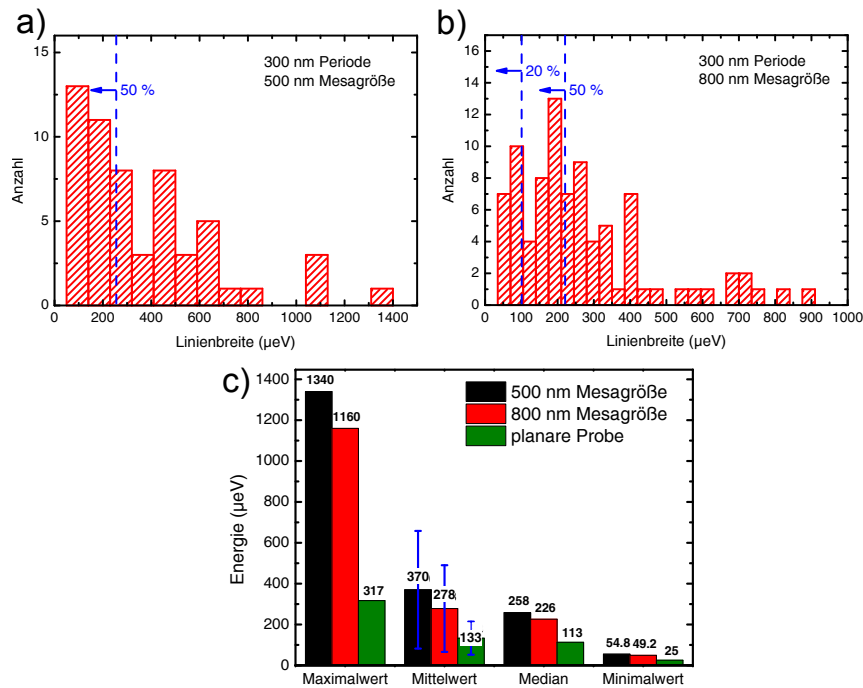 a)
300 nm Periode
500 nm Mesagröße
50 %
15
10
5
0
Anzahl
0 200 400 600 800 1000 1200 1400
Linienbreite (µeV)
b)
300 nm Periode
800 nm Mesagröße
20 %
50 %
16
14
12
10
8
6
4
2
0
Anzahl
0 100 200 300 400 500 600 700 800 900 1000
Linienbreite (µeV)
c)
500 nm Mesagröße
800 nm Mesagröße
planare Probe
1400
1200
1000
800
600
400
200
0
Energie (µeV)
1340
1160
317
370
278
133
258
226
113
54.8
49.2
25
Maximalwert Mittelwert Median Minimalwert